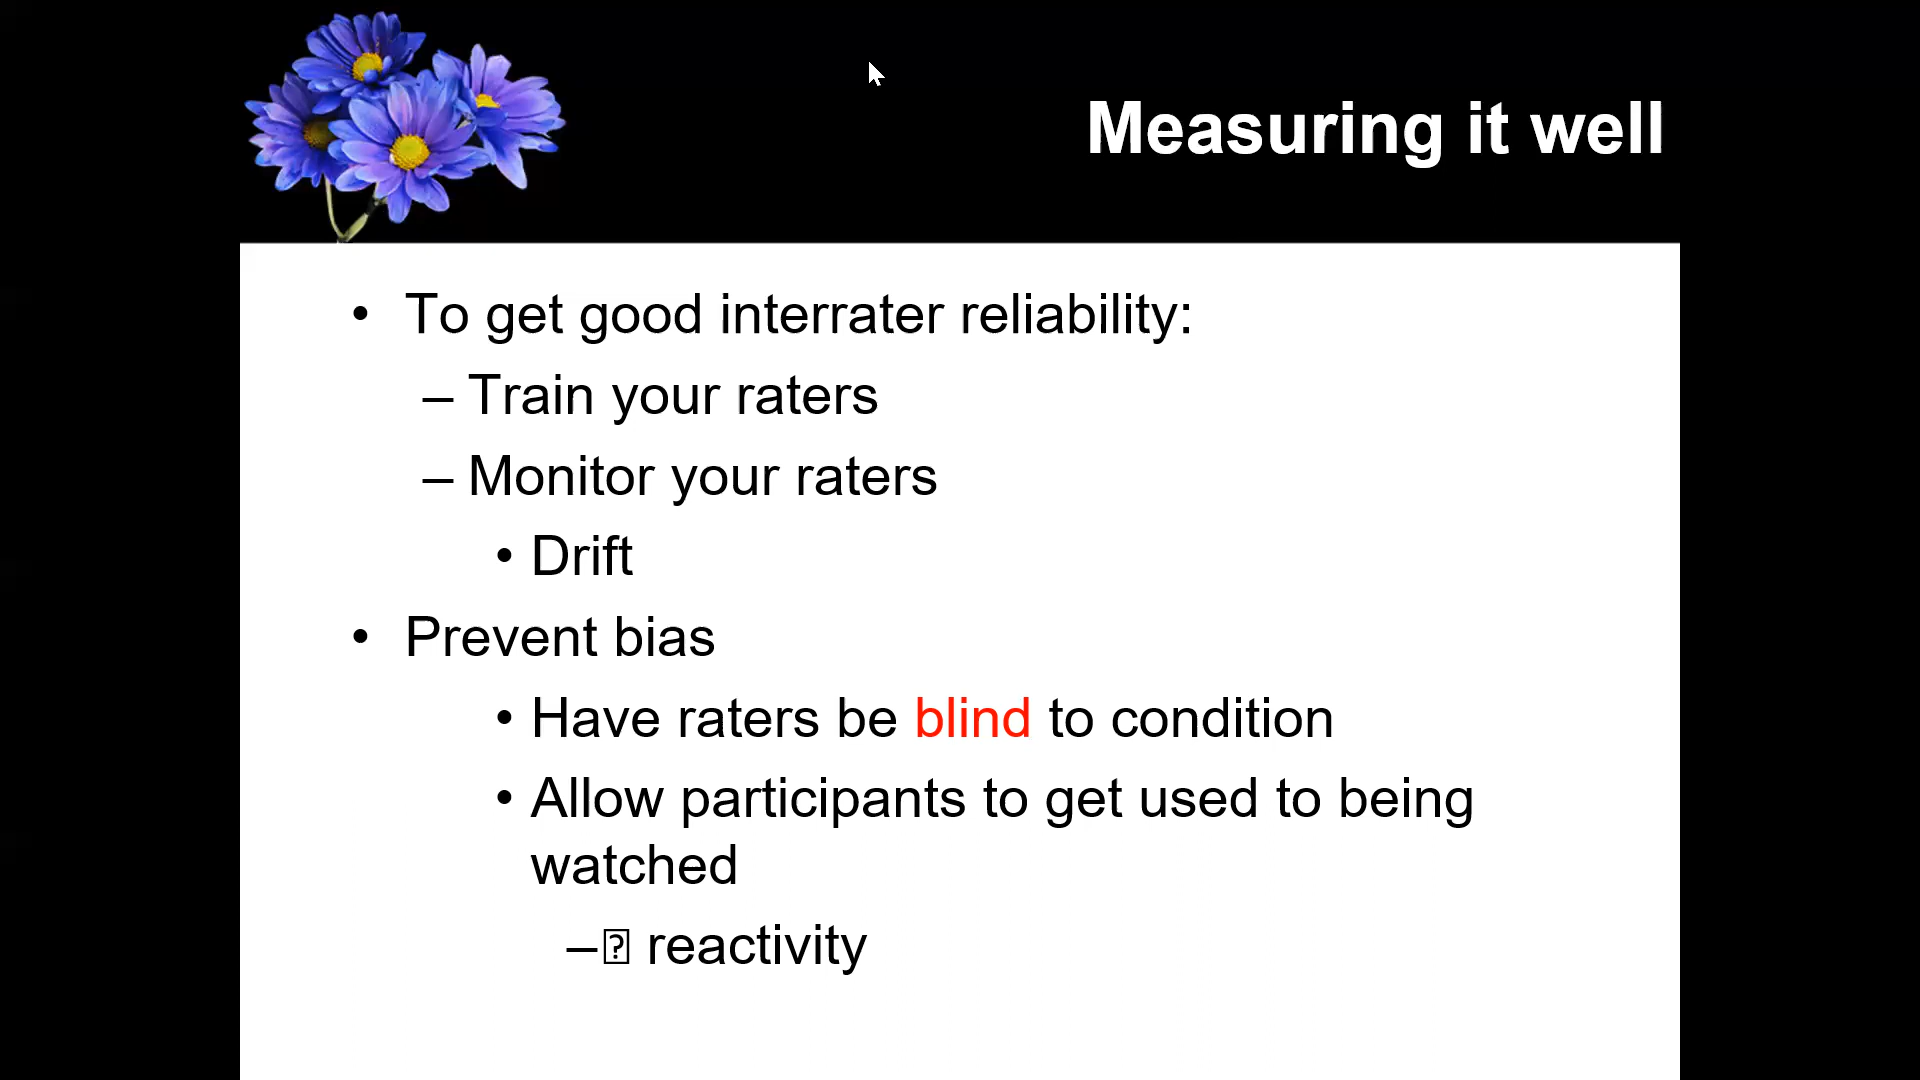 Measuring it well
• To get good interrater reliability:
– Train your raters
– Monitor your raters
• Drift
• Prevent bias
• Have raters be blind to condition
• Allow participants to get used to being
watched
–⍰ reactivity